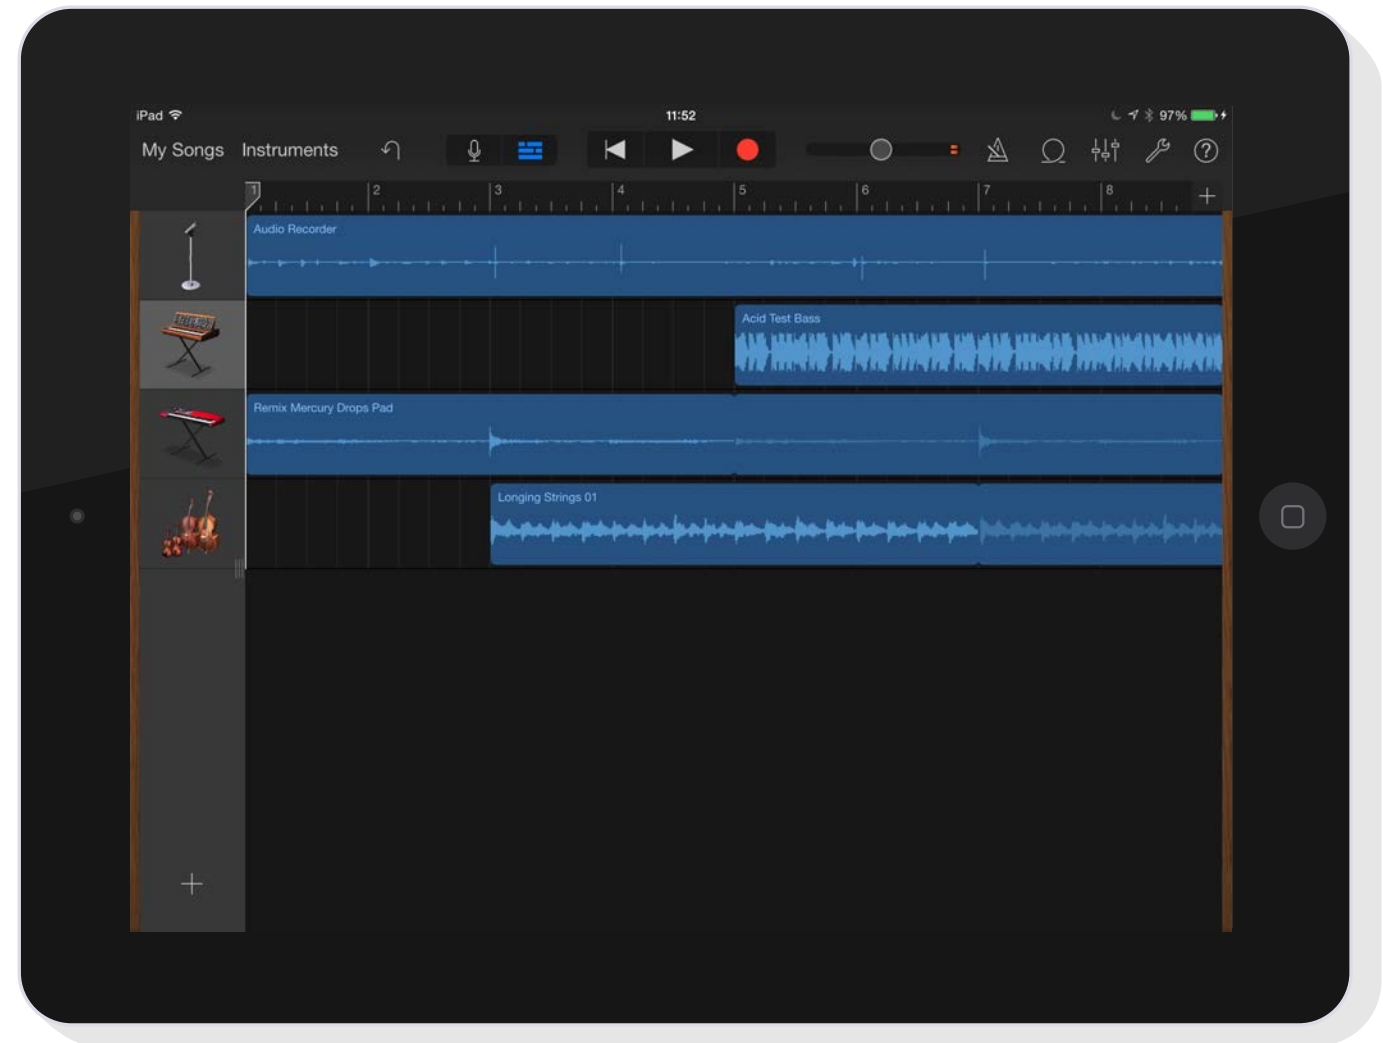 iPad 11:52 97%
My Songs Instruments ?
1 2 3 4 5 6 7 8 +
Audio Recorder
Acid Test Bass
Remix Mercury Drops Pad
Longing Strings 01
+